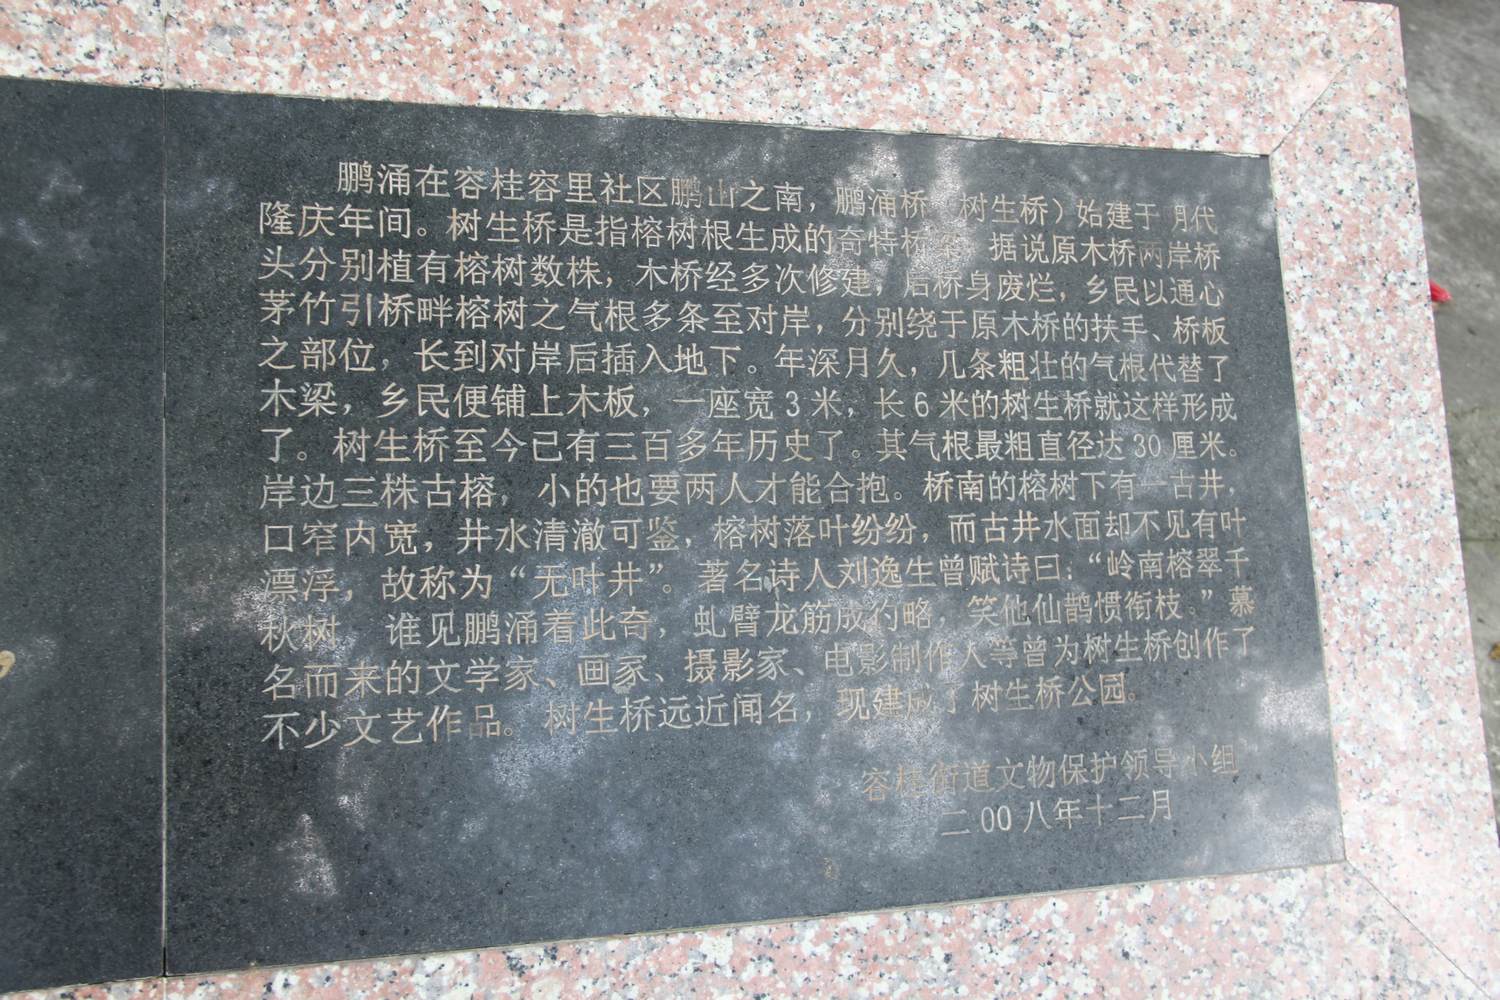 鹏涌在容桂容里社区鹏山之南，鹏涌桥（树生桥）始建于明代
隆庆年间。树生桥是指榕树根生成的奇特桥梁。据说原木桥两岸桥
头分别植有榕树数株，木桥经多次修建，后桥身废烂，乡民以通心
茅竹引桥畔榕树之气根多条至对岸，分别绕于原木桥的扶手、桥板
之部位，长到对岸后插入地下。年深月久，几条粗壮的气根代替了
木梁，乡民便铺上木板，一座宽3米，长6米的树生桥就这样形成
了。树生桥至今已有三百多年历史了。其气根最粗直径达30厘米。
岸边三株古榕，小的也要两人才能合抱。桥南的榕树下有一古井，
口窄内宽，井水清澈可鉴，榕树落叶纷纷，而古井水面却不见有叶
漂浮，故称为“无叶井”。著名诗人刘逸生曾赋诗曰：“岭南榕翠千
秋树 谁见鹏涌着此奇，虬臂龙筋成彴略，笑他仙鹊惯衔枝。”慕
名而来的文学家、画家、摄影家、电影制作人等曾为树生桥创作了
不少文艺作品。树生桥远近闻名，现建成了树生桥公园。
容桂街道文物保护领导小组
二00八年十二月